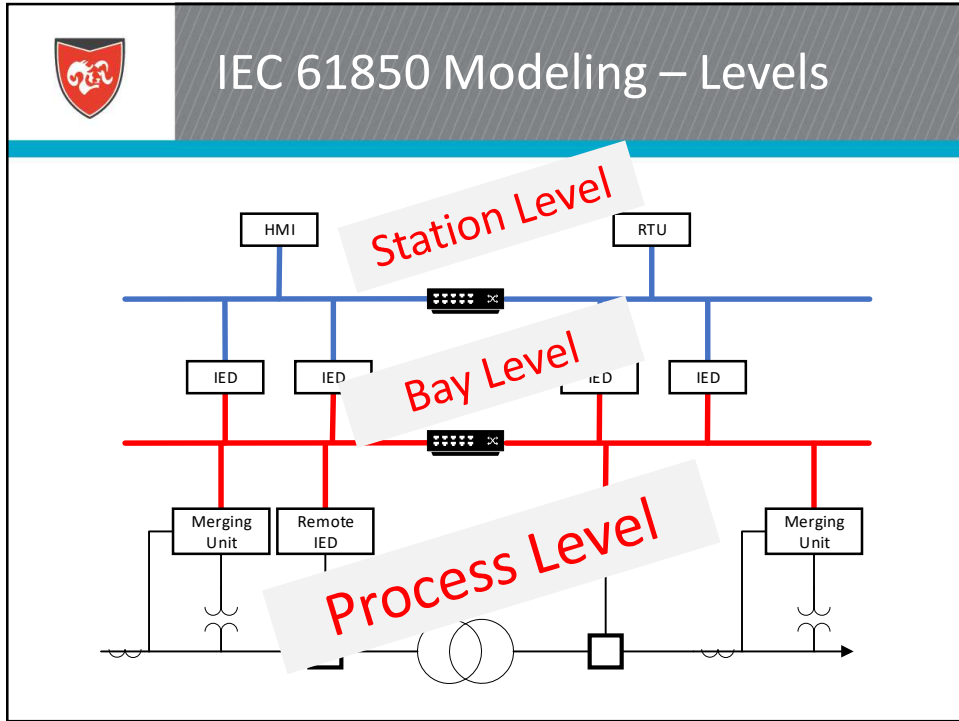 IEC 61850 Modeling – Levels
Station Level
HMI
RTU
Bay Level
IED
IED
IED
IED
Process Level
Merging
Unit
Remote
IED
Merging
Unit